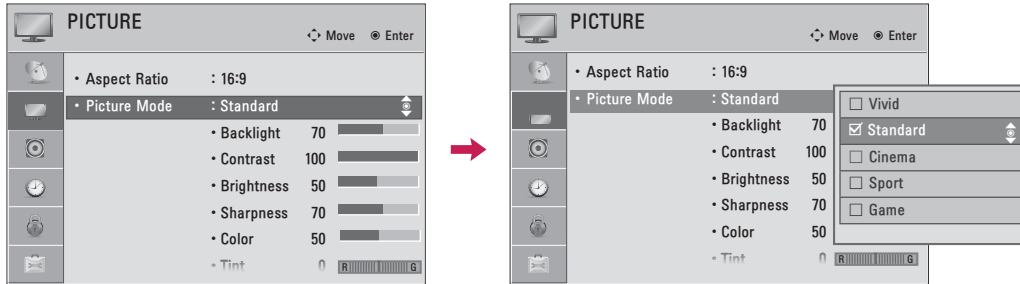 PICTURE
Move Enter
• Aspect Ratio : 16:9
• Picture Mode : Standard
• Backlight 70
• Contrast 100
• Brightness 50
• Sharpness 70
• Color 50
• Tint 0 R G
PICTURE
Move Enter
• Aspect Ratio : 16:9
• Picture Mode : Standard
• Backlight 70
• Contrast 100
• Brightness 50
• Sharpness 70
• Color 50
• Tint 0 R G
Vivid
Standard
Cinema
Sport
Game